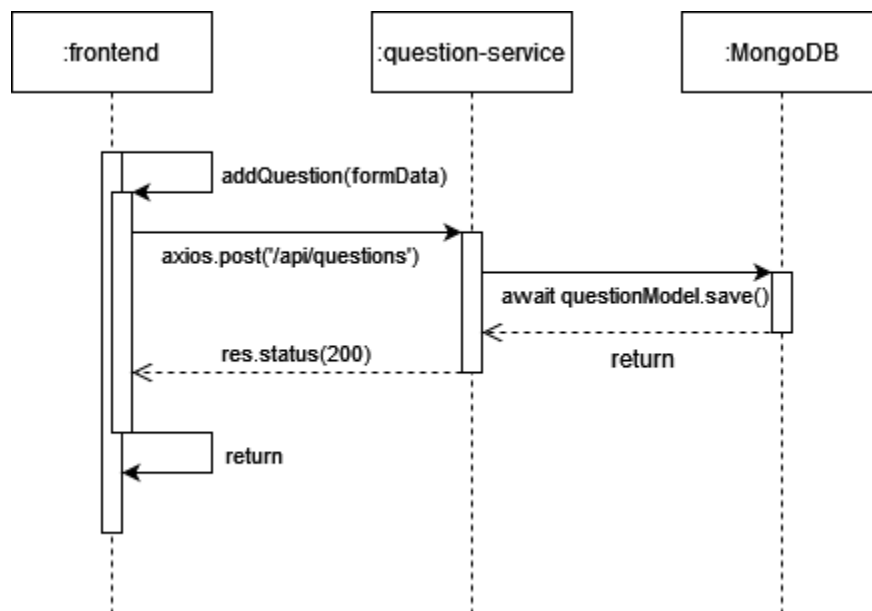 :frontend
:question-service
:MongoDB
addQuestion(formData)
axios.post('/api/questions')
await questionModel.save()
return
res.status(200)
return